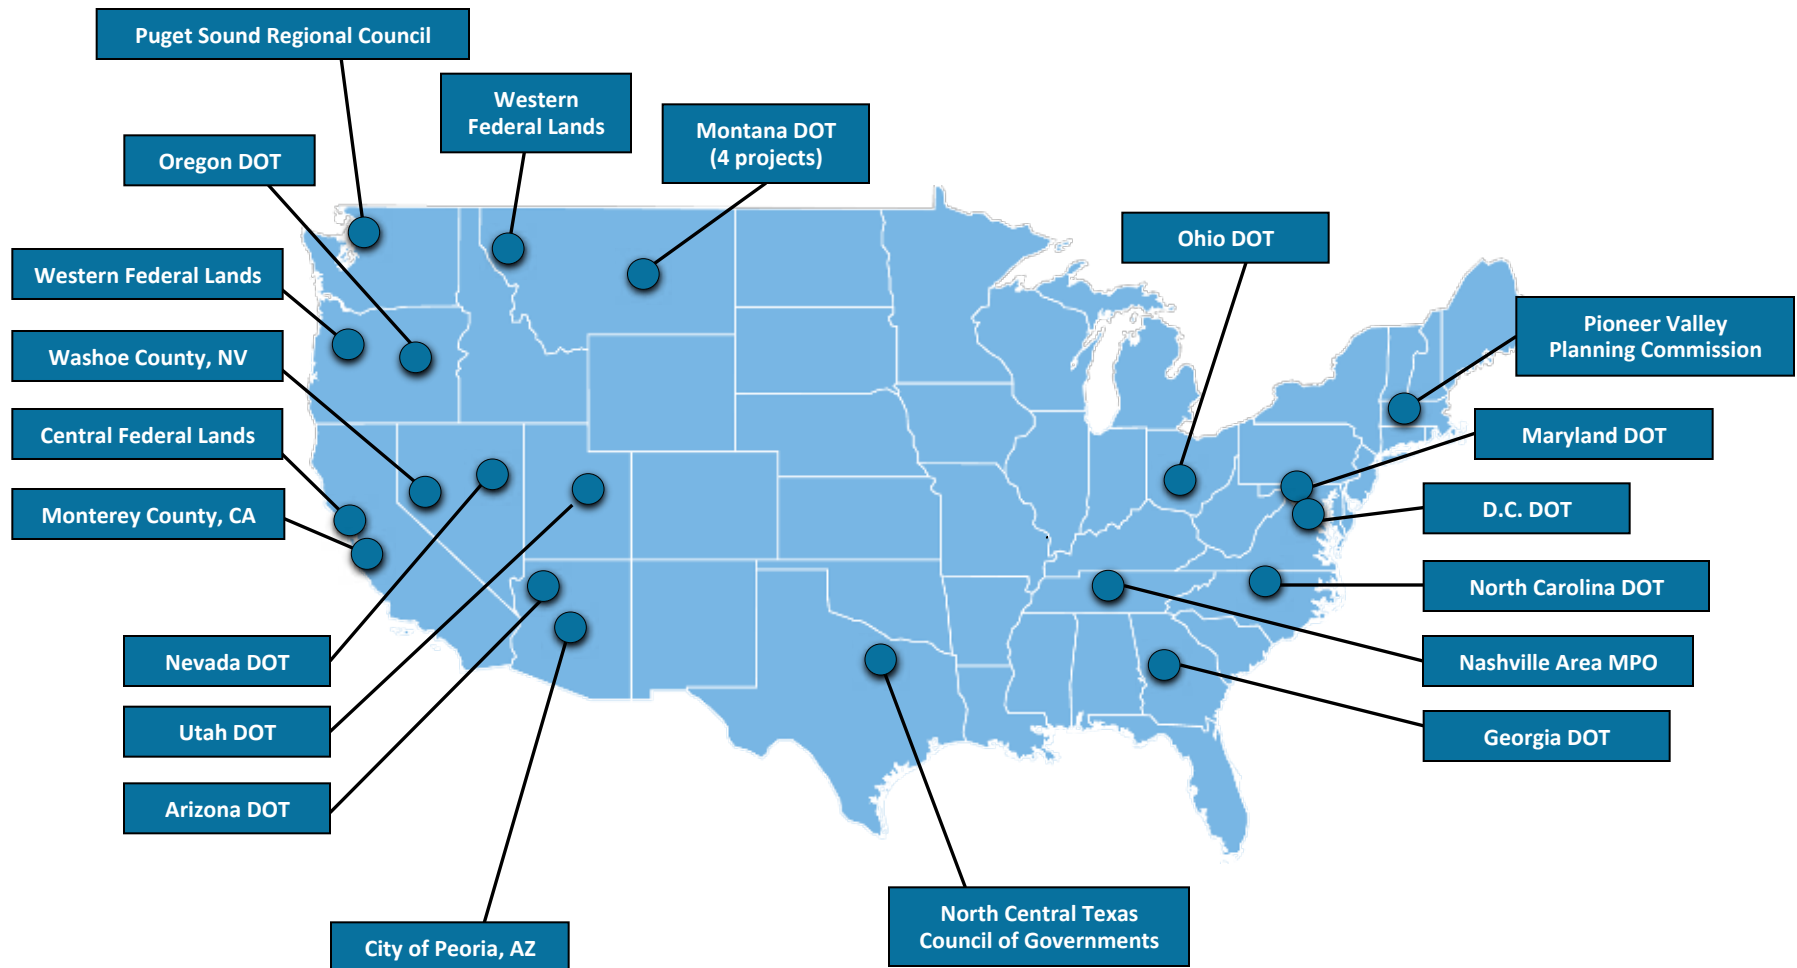 Puget Sound Regional Council
Western
Federal Lands
Montana DOT
(4 projects)
Oregon DOT
Ohio DOT
Western Federal Lands
Pioneer Valley
Planning Commission
Washoe County, NV
Central Federal Lands
Maryland DOT
Monterey County, CA
D.C. DOT
North Carolina DOT
Nevada DOT
Nashville Area MPO
Utah DOT
Georgia DOT
Arizona DOT
North Central Texas
Council of Governments
City of Peoria, AZ